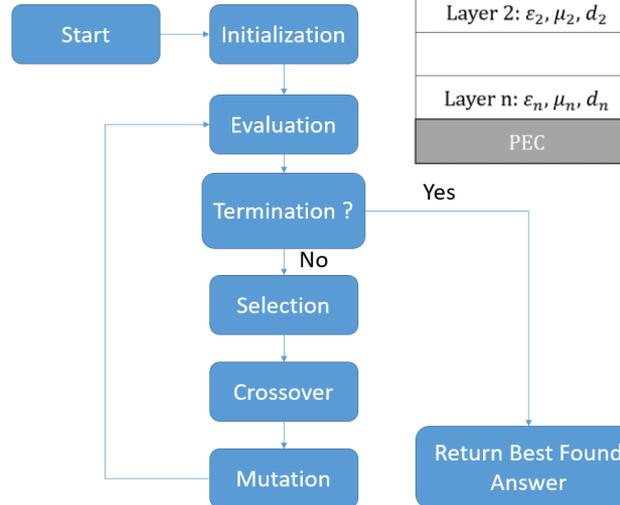 Start
Initialization
Evaluation
Termination ?
Yes
No
Selection
Crossover
Mutation
Return Best Found
Answer
Layer 2: ε₂, μ₂, d₂
Layer n: εₙ, μₙ, dₙ
PEC